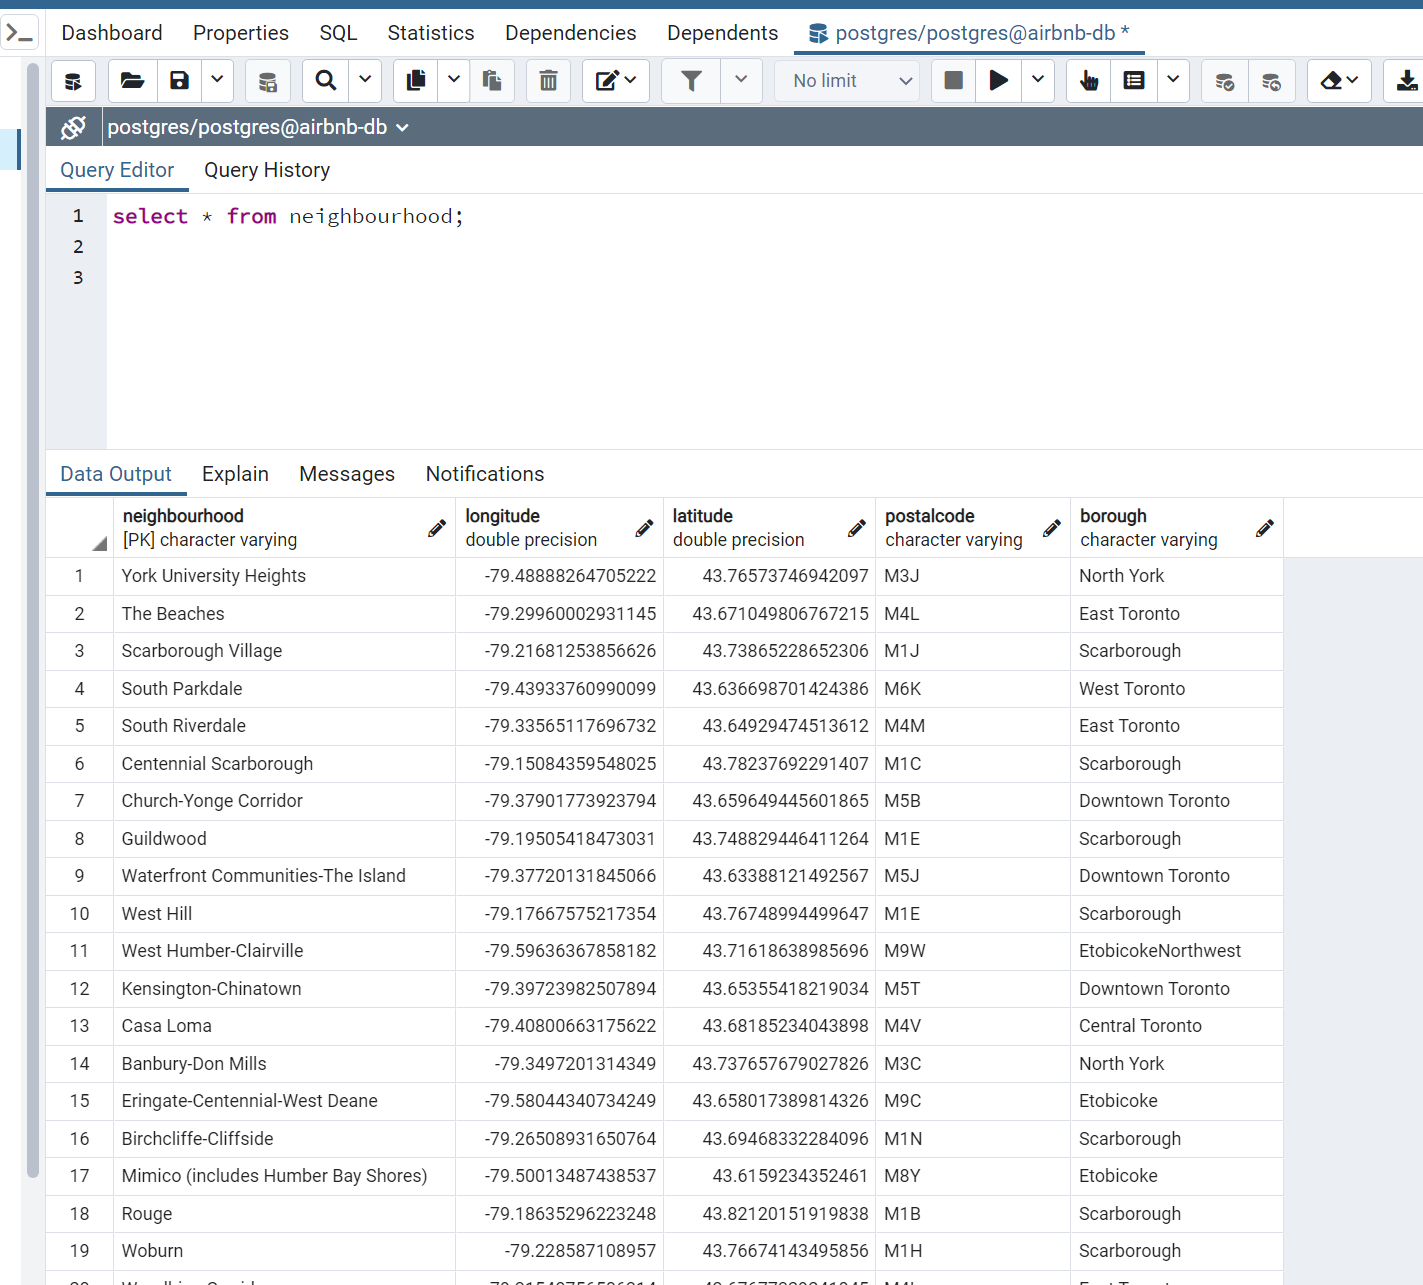 Dashboard Properties SQL Statistics Dependencies Dependents postgres/postgres@airbnb-db *
No limit
postgres/postgres@airbnb-db
Query Editor Query History
1 select * from neighbourhood;
2
3
Data Output Explain Messages Notifications
neighbourhood longitude latitude postalcode borough
[PK] character varying double precision double precision character varying character varying
1 York University Heights -79.48888264705222 43.76573746942097 M3J North York
2 The Beaches -79.29960002931145 43.671049806767215 M4L East Toronto
3 Scarborough Village -79.21681253856626 43.73865228652306 M1J Scarborough
4 South Parkdale -79.43933760990099 43.636698701424386 M6K West Toronto
5 South Riverdale -79.33565117696732 43.64929474513612 M4M East Toronto
6 Centennial Scarborough -79.15084359548025 43.78237692291407 M1C Scarborough
7 Church-Yonge Corridor -79.37901773923794 43.659649445601865 M5B Downtown Toronto
8 Guildwood -79.19505418473031 43.748829446411264 M1E Scarborough
9 Waterfront Communities-The Island -79.37720131845066 43.63388121492567 M5J Downtown Toronto
10 West Hill -79.17667575217354 43.76748994499647 M1E Scarborough
11 West Humber-Clairville -79.59636367858182 43.71618638985696 M9W EtobicokeNorthwest
12 Kensington-Chinatown -79.39723982507894 43.65355418219034 M5T Downtown Toronto
13 Casa Loma -79.40800663175622 43.68185234043898 M4V Central Toronto
14 Banbury-Don Mills -79.3497201314349 43.737657679027826 M3C North York
15 Eringate-Centennial-West Deane -79.58044340734249 43.658017389814326 M9C Etobicoke
16 Birchcliffe-Cliffside -79.26508931650764 43.69468332284096 M1N Scarborough
17 Mimico (includes Humber Bay Shores) -79.50013487438537 43.6159234352461 M8Y Etobicoke
18 Rouge -79.18635296223248 43.82120151919838 M1B Scarborough
19 Woburn -79.228587108957 43.76674143495856 M1H Scarborough